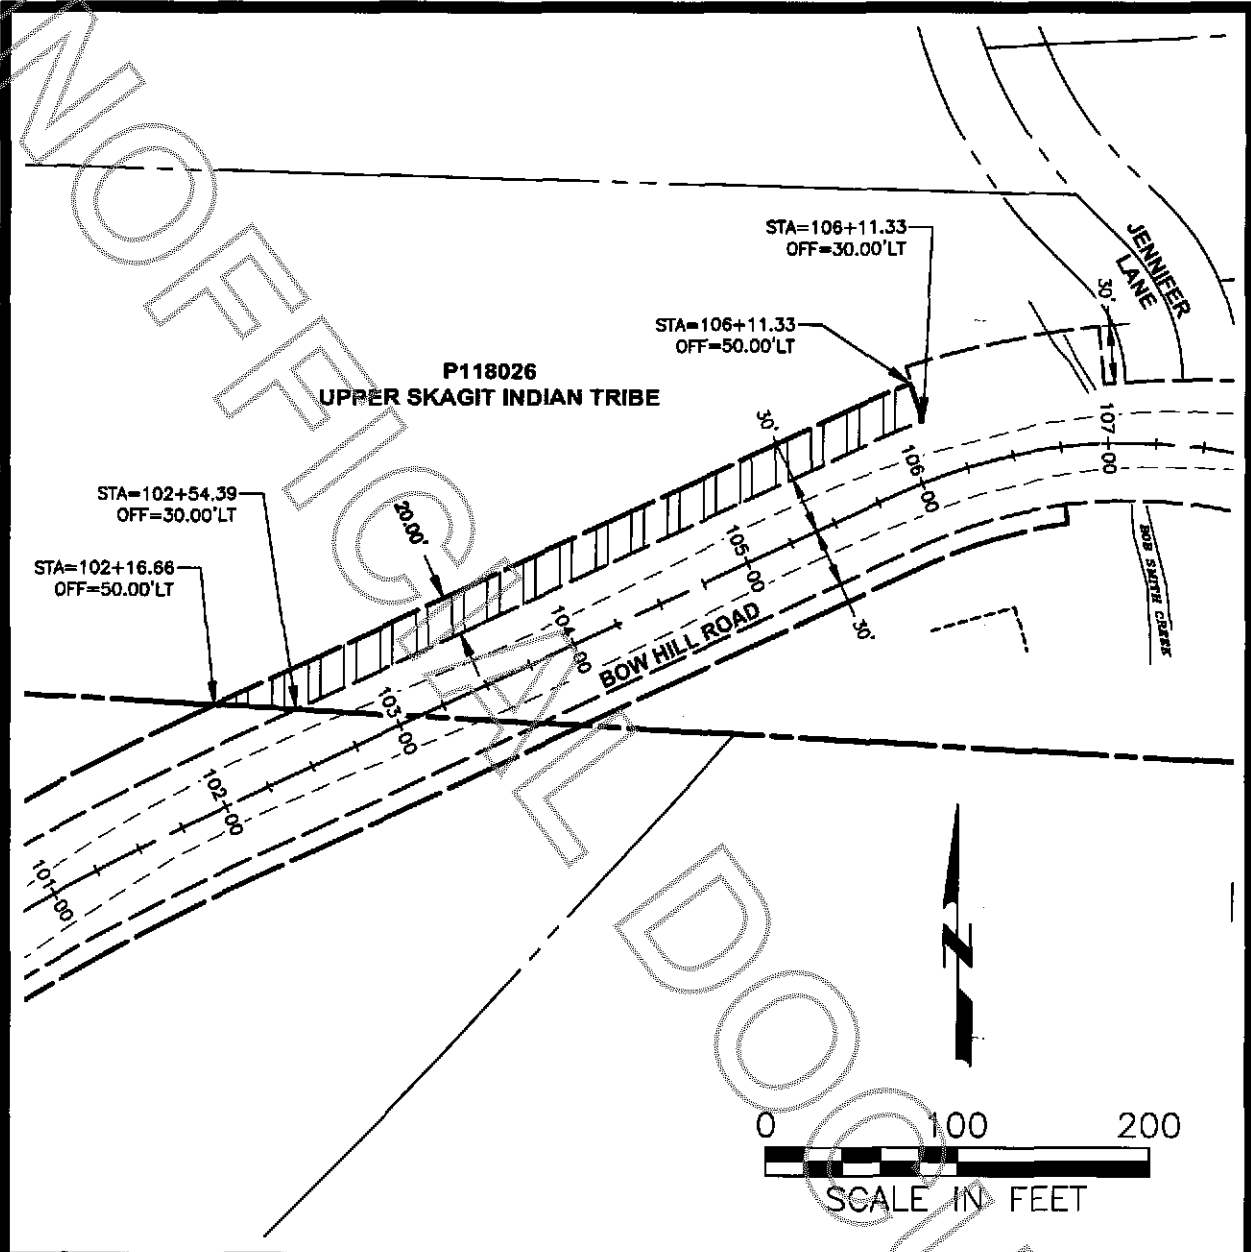 JENNIFER
LANE
STA=106+11.33
OFF=30.00'LT
30'
STA=106+11.33
OFF=50.00'LT
P118026
UPPER SKAGIT INDIAN TRIBE
30'
107+00
106+00
STA=102+54.39
OFF=30.00'LT
20.00'
105+00
BOB SMITH CREEK
STA=102+16.66
OFF=50.00'LT
104+00
30'
BOW HILL ROAD
103+00
102+00
101+00
N
0 100 200
SCALE IN FEET
UNOFFICIAL DOCU